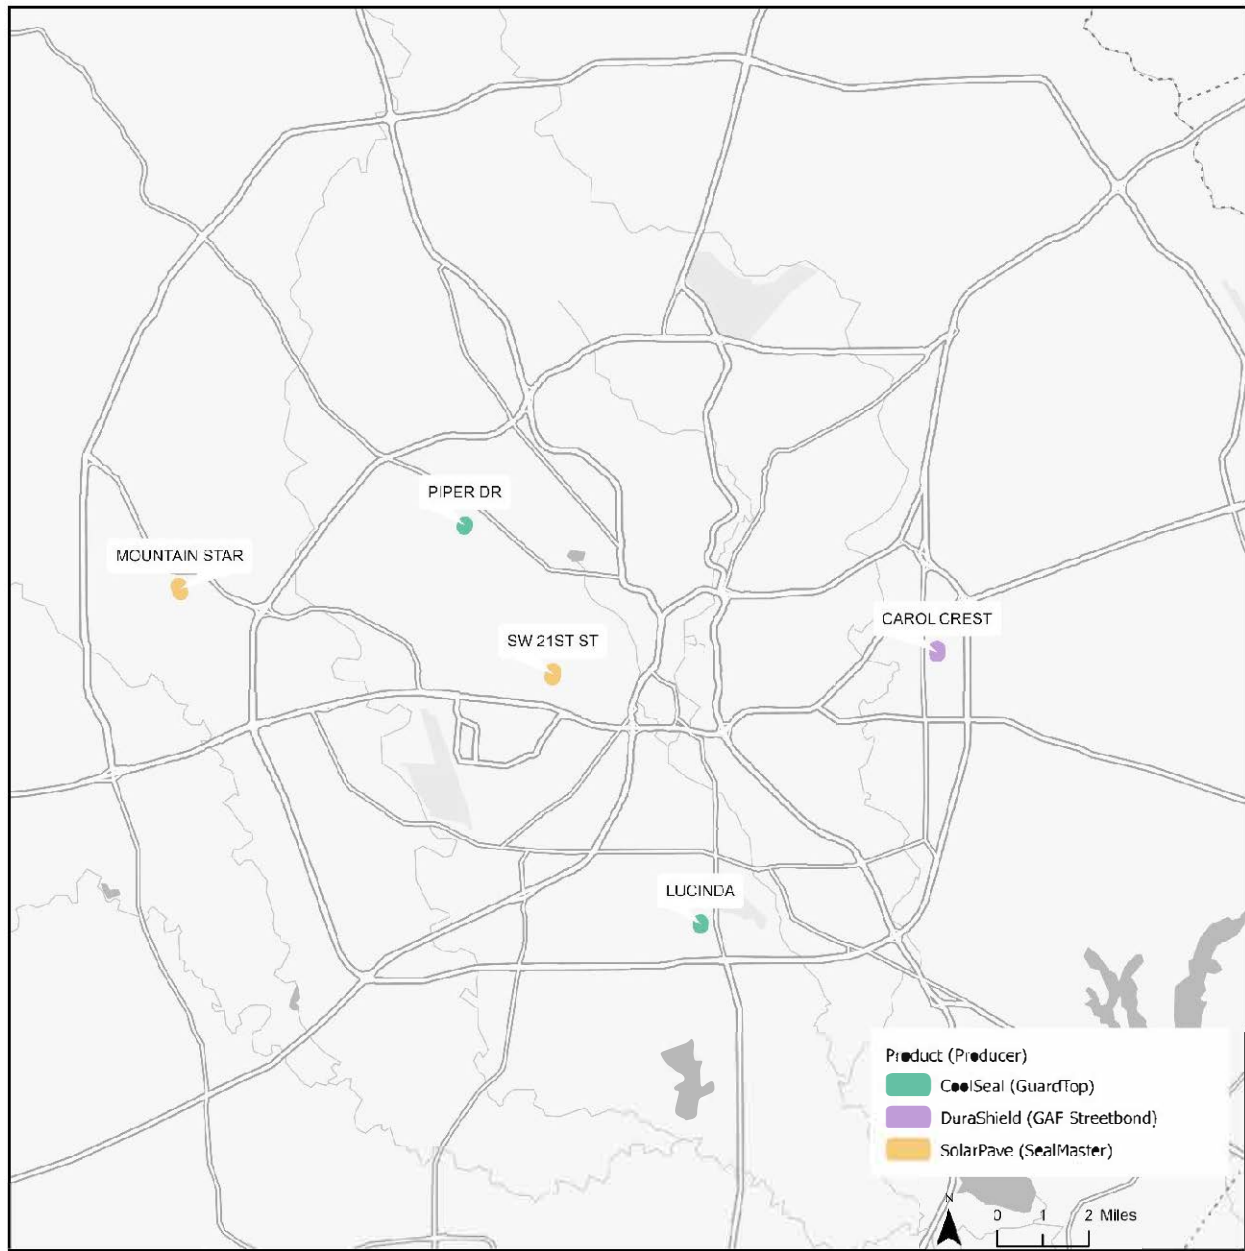 PIPER DR
MOUNTAIN STAR
CAROL CREST
SW 21ST ST
LUCINDA
Product (Producer)
CoolSeal (GuardTop)
DuraShield (GAF Streetbond)
SolarPave (SealMaster)
N
0 1 2 Miles